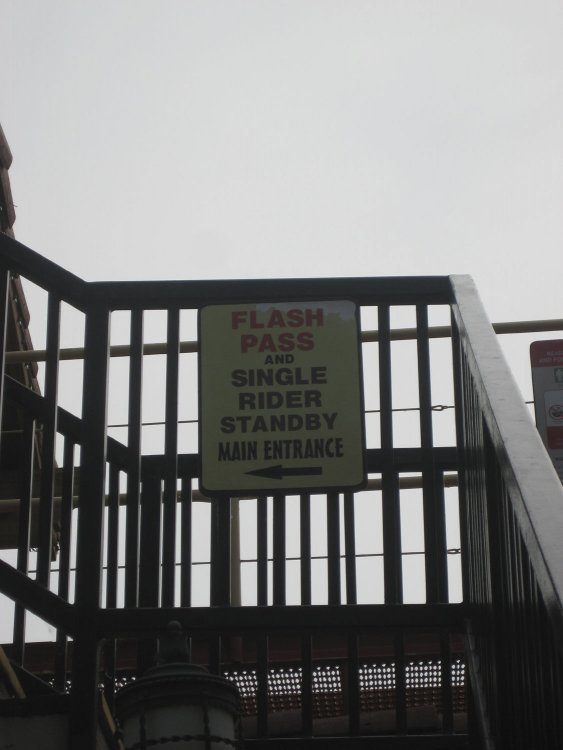 FLASH
PASS
AND
SINGLE
RIDER
STANDBY
MAIN ENTRANCE